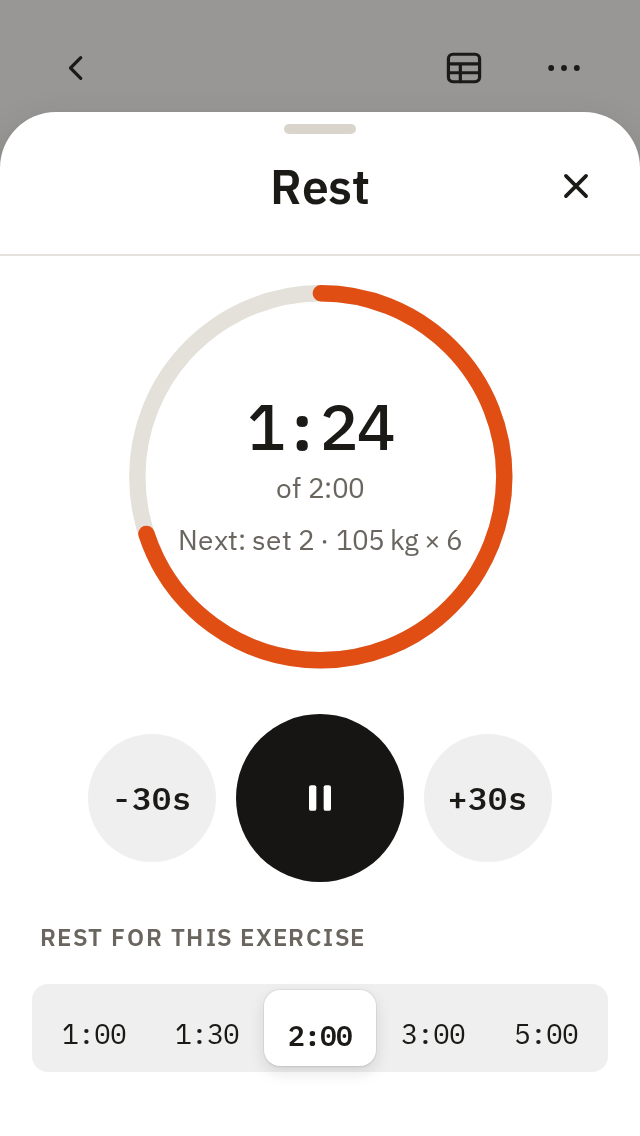 Rest
1:24
of 2:00
Next: set 2 · 105 kg × 6
-30s
+30s
REST FOR THIS EXERCISE
1:00 1:30 2:00 3:00 5:00